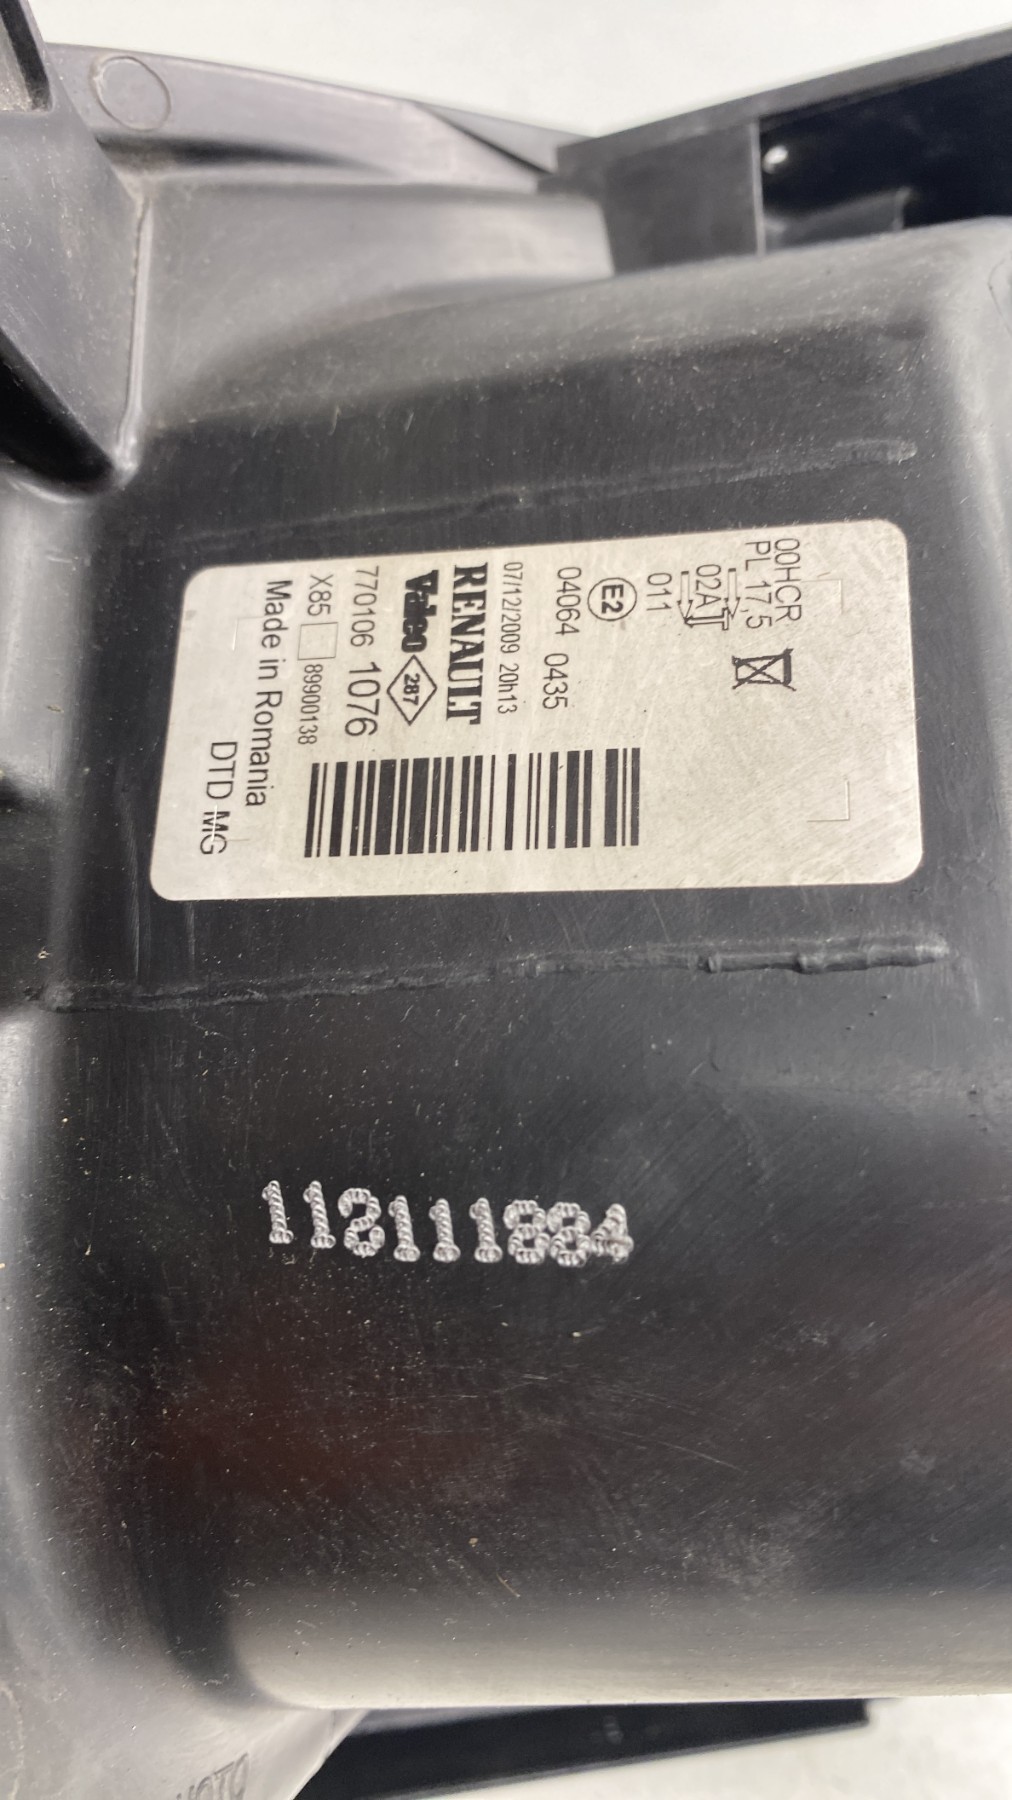 00HCR
PL 17,5
02A
011
E2
04064 0435
07/12/2009 20h13
RENAULT
Valeo 287
770106 1076
X85 89900138
Made in Romania
DTD MG
112111884